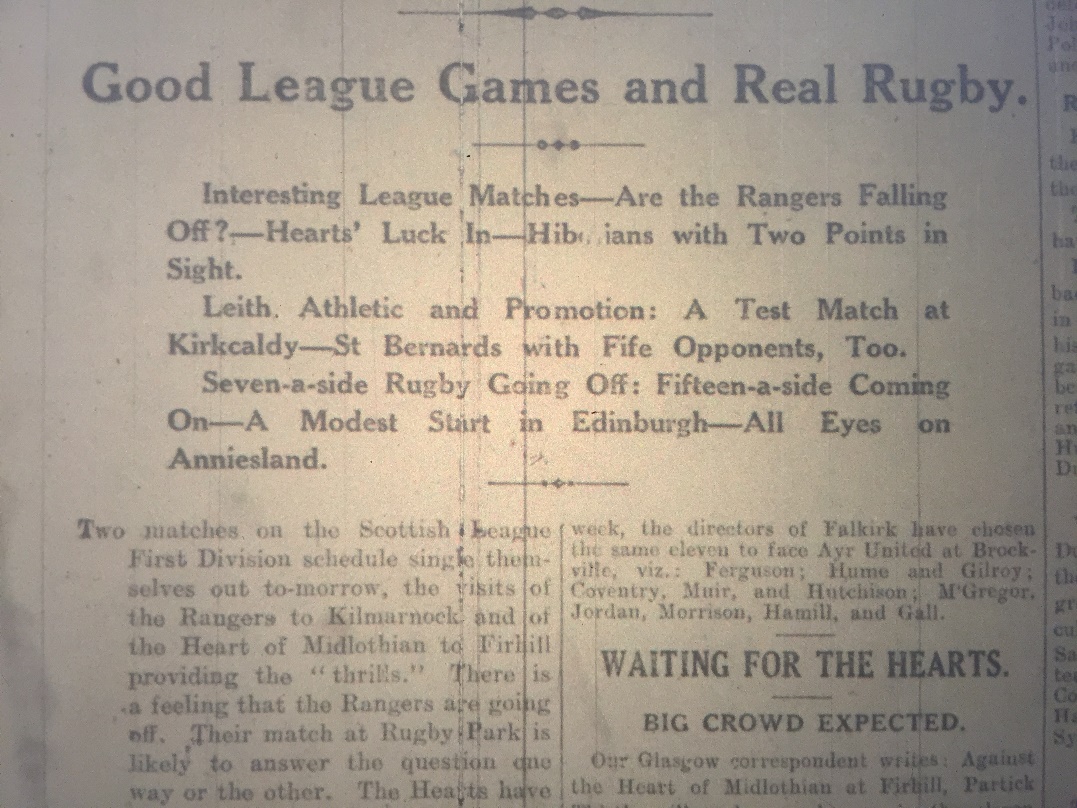 Good League Games and Real Rugby.
Interesting League Matches—Are the Rangers Falling
Off?—Hearts' Luck In—Hib ians with Two Points in
Sight.
Leith. Athletic and Promotion: A Test Match at
Kirkcaldy—St Bernards with Fife Opponents, Too.
Seven-a-side Rugby Going Off: Fifteen-a-side Coming
On—A Modest Start in Edinburgh—All Eyes on
Anniesland.
Two matches on the Scottish League
First Division schedule single them-
selves out to-morrow, the visits of
the Rangers to Kilmarnock and of
the Heart of Midlothian to Firhill
providing the "thrills." There is
a feeling that the Rangers are going
off. Their match at Rugby Park is
likely to answer the question one
way or the other. The Hearts have
week, the directors of Falkirk have chosen
the same eleven to face Ayr United at Brock-
ville, viz.: Ferguson; Hume and Gilroy;
Coventry, Muir, and Hutchison; M'Gregor,
Jordan, Morrison, Hamill, and Gall.
WAITING FOR THE HEARTS.
BIG CROWD EXPECTED.
Our Glasgow correspondent writes: Against
the Heart of Midlothian at Firhill, Partick